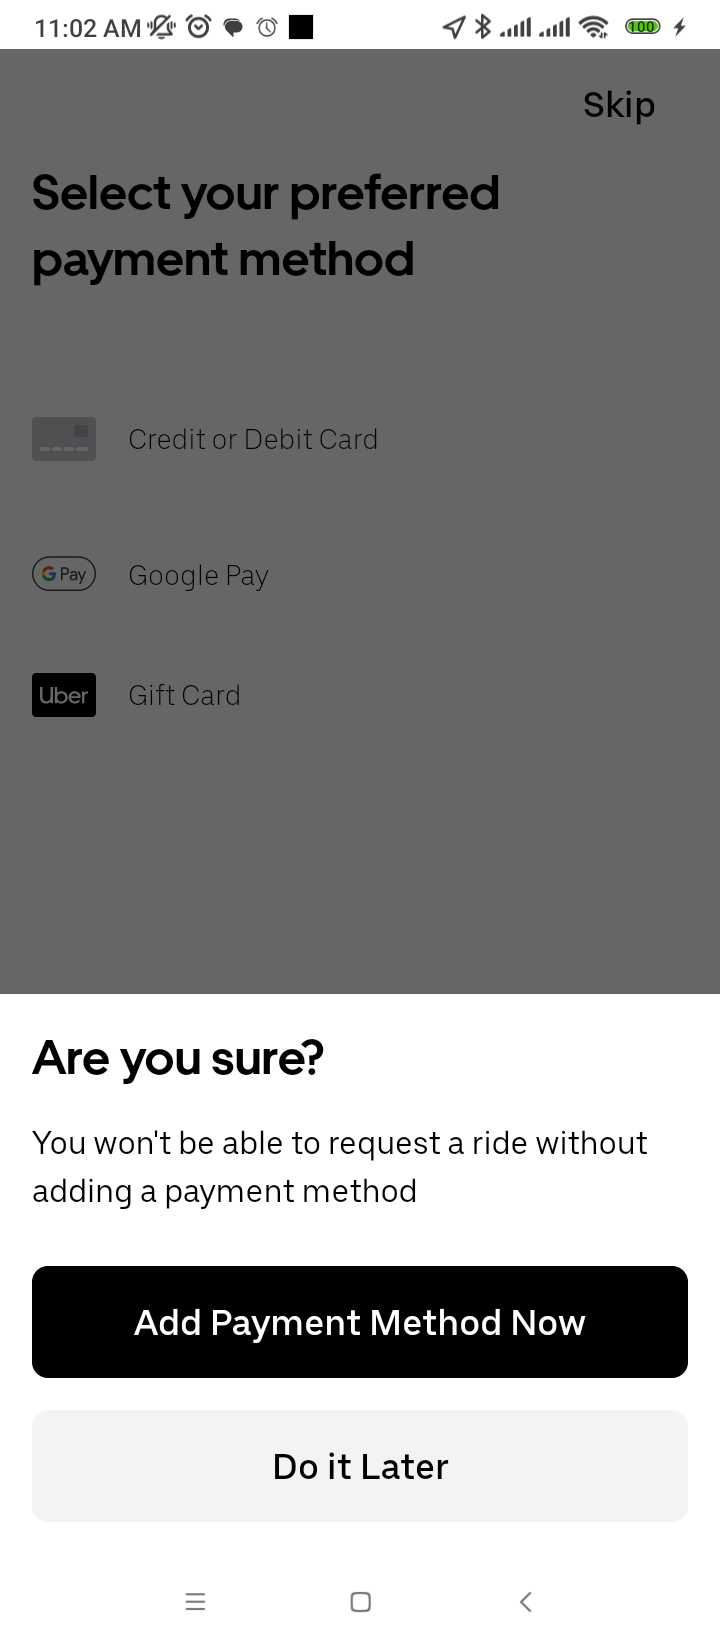 11:02 AM 100
Skip
Select your preferred
payment method
Credit or Debit Card
G Pay Google Pay
Uber Gift Card
Are you sure?
You won't be able to request a ride without
adding a payment method
Add Payment Method Now
Do it Later